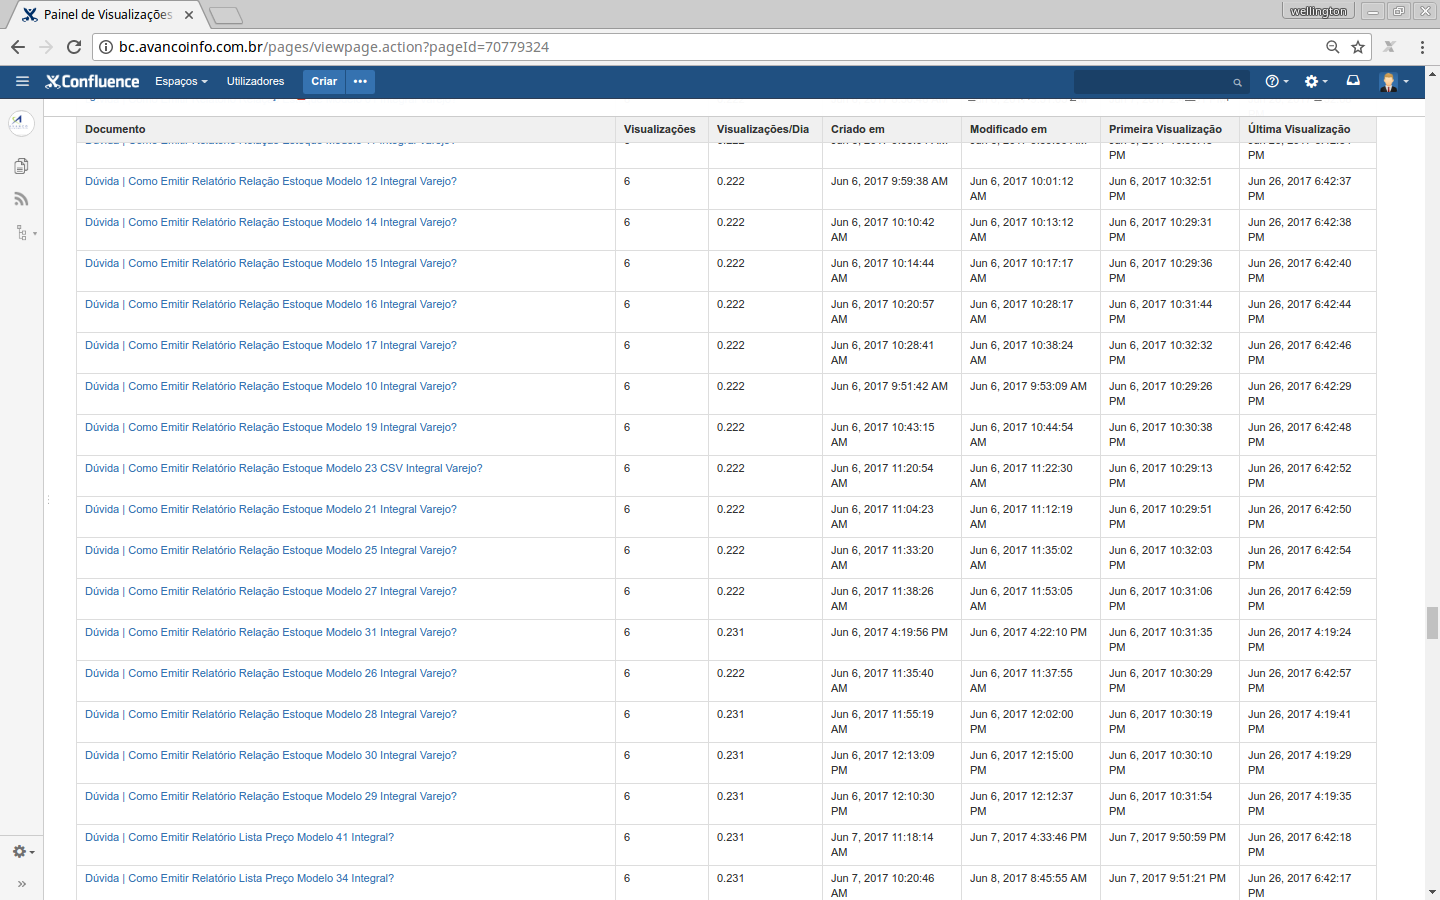 Painel de Visualizações
wellington
bc.avancoinfo.com.br/pages/viewpage.action?pageId=70779324
Confluence Espaços Utilizadores Criar •••
Documento Visualizações Visualizações/Dia Criado em Modificado em Primeira Visualização Última Visualização
PM PM
Dúvida | Como Emitir Relatório Relação Estoque Modelo 12 Integral Varejo? 6 0.222 Jun 6, 2017 9:59:38 AM Jun 6, 2017 10:01:12 Jun 6, 2017 10:32:51 Jun 26, 2017 6:42:37
AM PM PM
Dúvida | Como Emitir Relatório Relação Estoque Modelo 14 Integral Varejo? 6 0.222 Jun 6, 2017 10:10:42 Jun 6, 2017 10:13:12 Jun 6, 2017 10:29:31 Jun 26, 2017 6:42:38
AM AM PM PM
Dúvida | Como Emitir Relatório Relação Estoque Modelo 15 Integral Varejo? 6 0.222 Jun 6, 2017 10:14:44 Jun 6, 2017 10:17:17 Jun 6, 2017 10:29:36 Jun 26, 2017 6:42:40
AM AM PM PM
Dúvida | Como Emitir Relatório Relação Estoque Modelo 16 Integral Varejo? 6 0.222 Jun 6, 2017 10:20:57 Jun 6, 2017 10:28:17 Jun 6, 2017 10:31:44 Jun 26, 2017 6:42:44
AM AM PM PM
Dúvida | Como Emitir Relatório Relação Estoque Modelo 17 Integral Varejo? 6 0.222 Jun 6, 2017 10:28:41 Jun 6, 2017 10:38:24 Jun 6, 2017 10:32:32 Jun 26, 2017 6:42:46
AM AM PM PM
Dúvida | Como Emitir Relatório Relação Estoque Modelo 10 Integral Varejo? 6 0.222 Jun 6, 2017 9:51:42 AM Jun 6, 2017 9:53:09 AM Jun 6, 2017 10:29:26 Jun 26, 2017 6:42:29
PM PM
Dúvida | Como Emitir Relatório Relação Estoque Modelo 19 Integral Varejo? 6 0.222 Jun 6, 2017 10:43:15 Jun 6, 2017 10:44:54 Jun 6, 2017 10:30:38 Jun 26, 2017 6:42:48
AM AM PM PM
Dúvida | Como Emitir Relatório Relação Estoque Modelo 23 CSV Integral Varejo? 6 0.222 Jun 6, 2017 11:20:54 Jun 6, 2017 11:22:30 Jun 6, 2017 10:29:13 Jun 26, 2017 6:42:52
AM AM PM PM
Dúvida | Como Emitir Relatório Relação Estoque Modelo 21 Integral Varejo? 6 0.222 Jun 6, 2017 11:04:23 Jun 6, 2017 11:12:19 Jun 6, 2017 10:29:51 Jun 26, 2017 6:42:50
AM AM PM PM
Dúvida | Como Emitir Relatório Relação Estoque Modelo 25 Integral Varejo? 6 0.222 Jun 6, 2017 11:33:20 Jun 6, 2017 11:35:02 Jun 6, 2017 10:32:03 Jun 26, 2017 6:42:54
AM AM PM PM
Dúvida | Como Emitir Relatório Relação Estoque Modelo 27 Integral Varejo? 6 0.222 Jun 6, 2017 11:38:26 Jun 6, 2017 11:53:05 Jun 6, 2017 10:31:06 Jun 26, 2017 6:42:59
AM AM PM PM
Dúvida | Como Emitir Relatório Relação Estoque Modelo 31 Integral Varejo? 6 0.231 Jun 6, 2017 4:19:56 PM Jun 6, 2017 4:22:10 PM Jun 6, 2017 10:31:35 Jun 26, 2017 4:19:24
PM PM
Dúvida | Como Emitir Relatório Relação Estoque Modelo 26 Integral Varejo? 6 0.222 Jun 6, 2017 11:35:40 Jun 6, 2017 11:37:55 Jun 6, 2017 10:30:29 Jun 26, 2017 6:42:57
AM AM PM PM
Dúvida | Como Emitir Relatório Relação Estoque Modelo 28 Integral Varejo? 6 0.231 Jun 6, 2017 11:55:19 Jun 6, 2017 12:02:00 Jun 6, 2017 10:30:19 Jun 26, 2017 4:19:41
AM PM PM PM
Dúvida | Como Emitir Relatório Relação Estoque Modelo 30 Integral Varejo? 6 0.231 Jun 6, 2017 12:13:09 Jun 6, 2017 12:15:00 Jun 6, 2017 10:30:10 Jun 26, 2017 4:19:29
PM PM PM PM
Dúvida | Como Emitir Relatório Relação Estoque Modelo 29 Integral Varejo? 6 0.231 Jun 6, 2017 12:10:30 Jun 6, 2017 12:12:37 Jun 6, 2017 10:31:54 Jun 26, 2017 4:19:35
PM PM PM PM
Dúvida | Como Emitir Relatório Lista Preço Modelo 41 Integral? 6 0.231 Jun 7, 2017 11:18:14 Jun 7, 2017 4:33:46 PM Jun 7, 2017 9:50:59 PM Jun 26, 2017 6:42:18
AM PM
Dúvida | Como Emitir Relatório Lista Preço Modelo 34 Integral? 6 0.231 Jun 7, 2017 10:20:46 Jun 8, 2017 8:45:55 AM Jun 7, 2017 9:51:21 PM Jun 26, 2017 6:42:17
AM PM